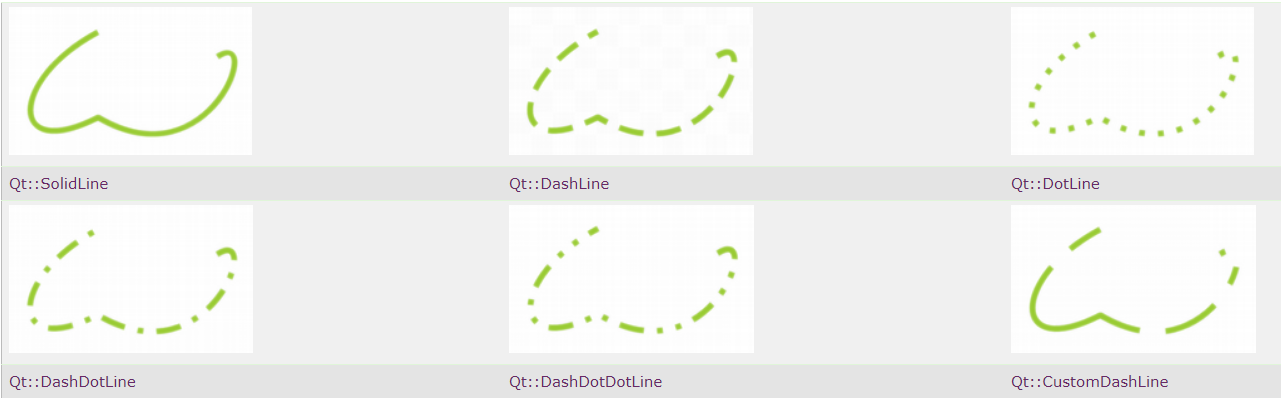 Qt::SolidLine
Qt::DashLine
Qt::DotLine
Qt::DashDotLine
Qt::DashDotDotLine
Qt::CustomDashLine